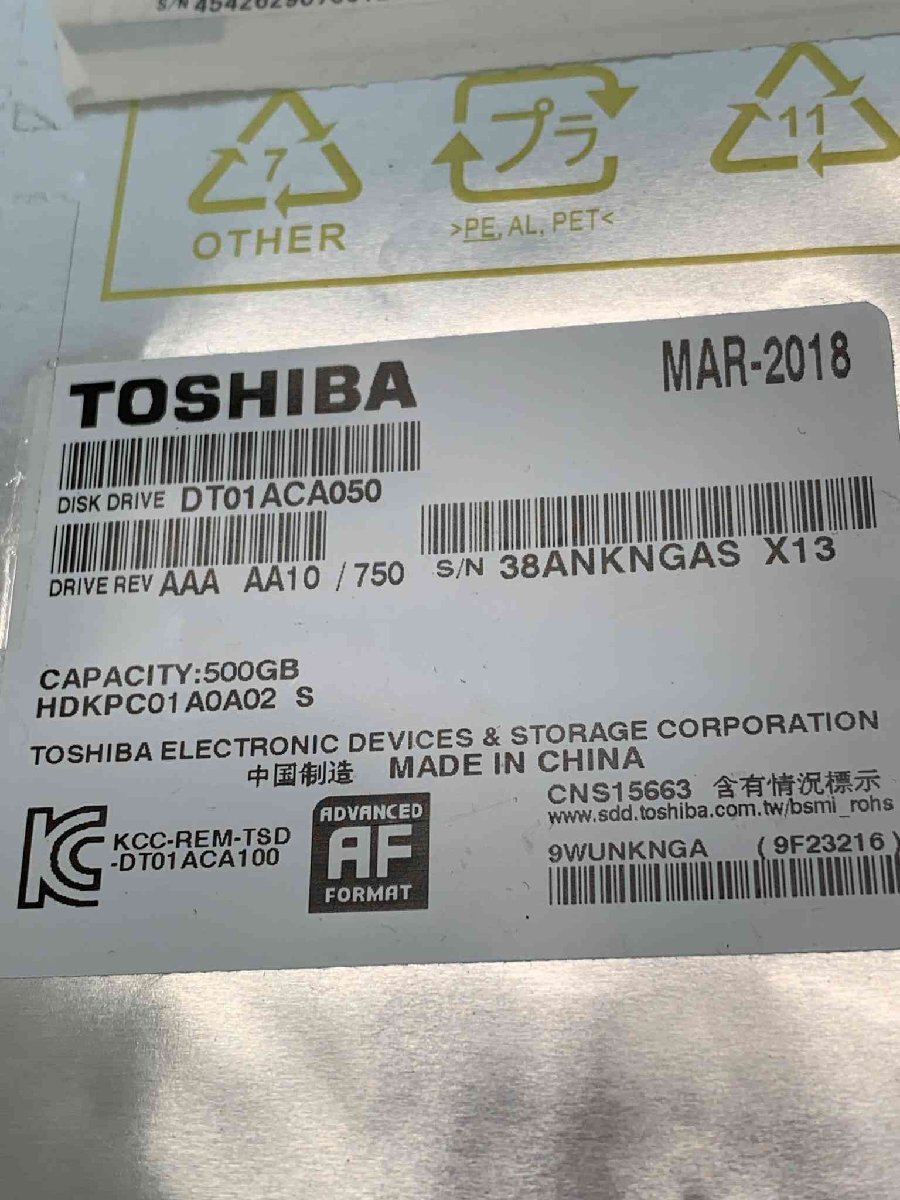 S/N
7
プラ
11
OTHER
>PE, AL, PET<
TOSHIBA
MAR-2018
DISK DRIVE DT01ACA050
DRIVE REV AAA AA10 / 750
S/N 38ANKNGAS X13
CAPACITY:500GB
HDKPC01A0A02 S
TOSHIBA ELECTRONIC DEVICES & STORAGE CORPORATION
中国制造 MADE IN CHINA
CNS15663 含有情況標示
www.sdd.toshiba.com.tw/bsmi_rohs
KCC-REM-TSD
-DT01ACA100
ADVANCED
AF
FORMAT
9WUNKNGA (9F23216)